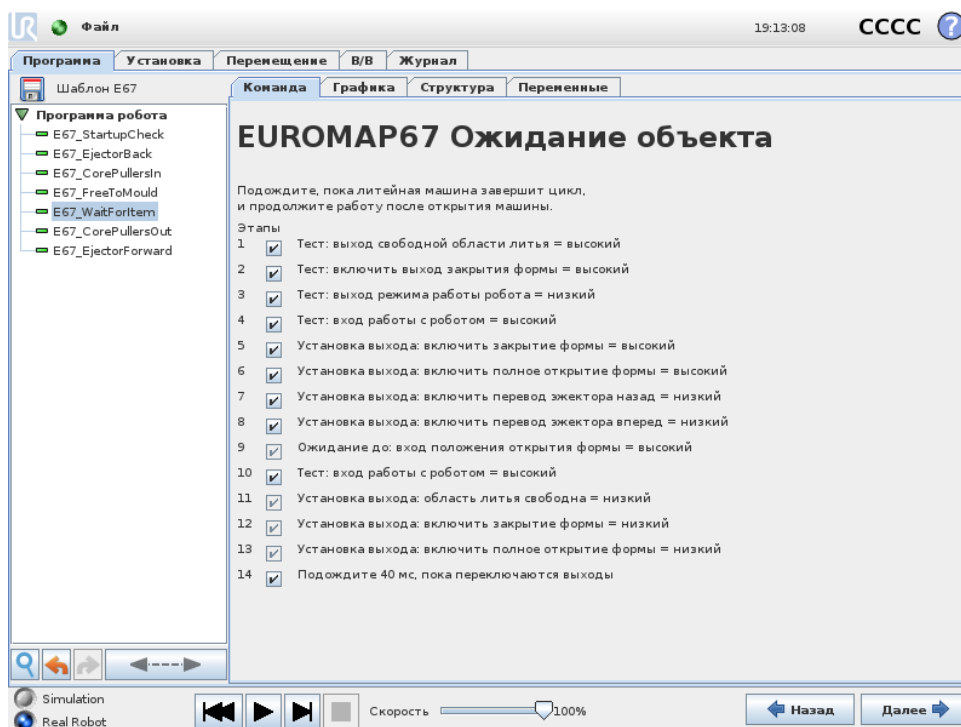 UR Файл 19:13:08 CCCC ?
Программа Установка Перемещение В/В Журнал
Шаблон E67
Команда Графика Структура Переменные
Программа робота
E67_StartupCheck
E67_EjectorBack
E67_CorePullersIn
E67_FreeToMould
E67_WaitForItem
E67_CorePullersOut
E67_EjectorForward
EUROMAP67 Ожидание объекта
Подождите, пока литейная машина завершит цикл,
и продолжите работу после открытия машины.
Этапы
1 Тест: выход свободной области литья = высокий
2 Тест: включить выход закрытия формы = высокий
3 Тест: выход режима работы робота = низкий
4 Тест: вход работы с роботом = высокий
5 Установка выхода: включить закрытие формы = высокий
6 Установка выхода: включить полное открытие формы = высокий
7 Установка выхода: включить перевод эжектора назад = низкий
8 Установка выхода: включить перевод эжектора вперед = низкий
9 Ожидание до: вход положения открытия формы = высокий
10 Тест: вход работы с роботом = высокий
11 Установка выхода: область литья свободна = низкий
12 Установка выхода: включить закрытие формы = низкий
13 Установка выхода: включить полное открытие формы = низкий
14 Подождите 40 мс, пока переключаются выходы
Simulation
Real Robot
Скорость 100%
Назад Далее